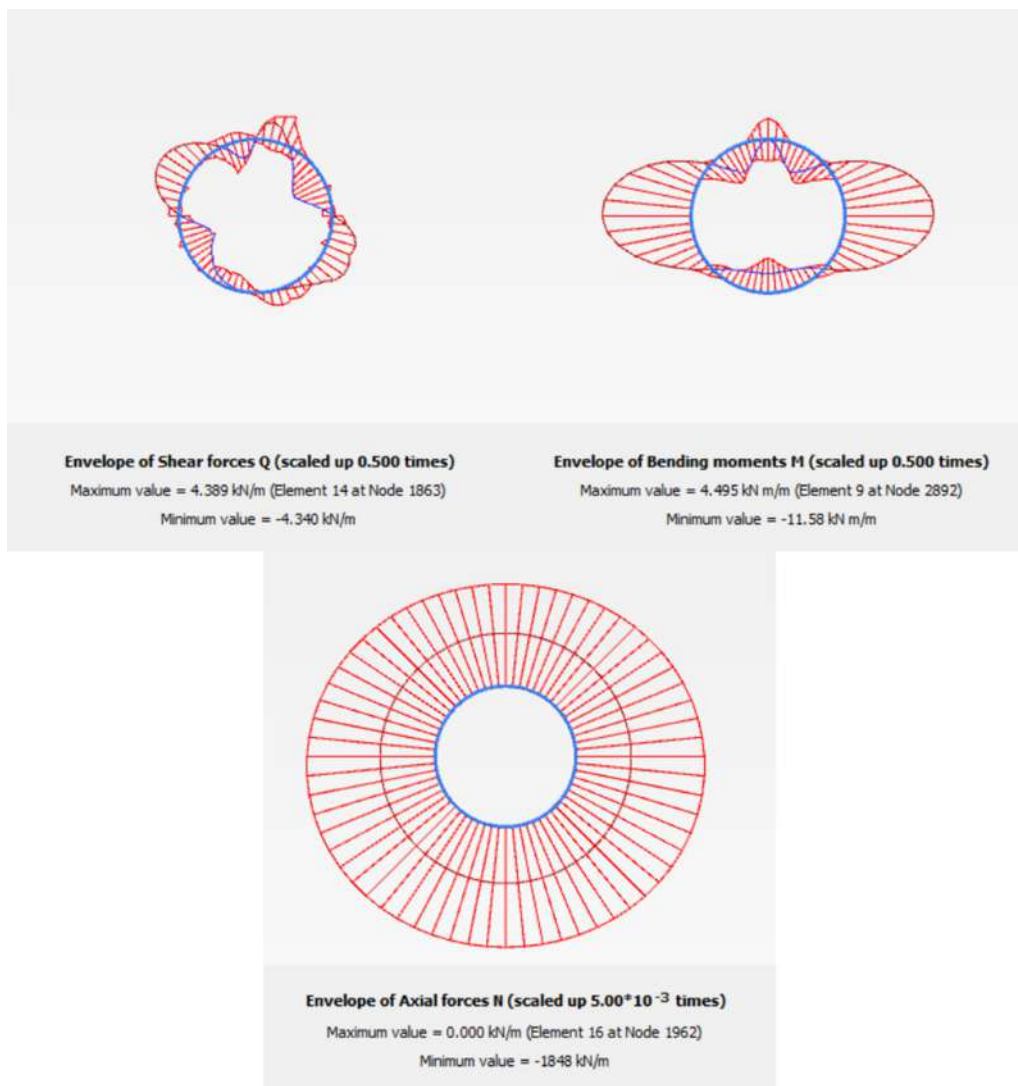 Envelope of Shear forces Q (scaled up 0.500 times)
Maximum value = 4.389 kN/m (Element 14 at Node 1863)
Minimum value = -4.340 kN/m
Envelope of Bending moments M (scaled up 0.500 times)
Maximum value = 4.495 kN m/m (Element 9 at Node 2892)
Minimum value = -11.58 kN m/m
Envelope of Axial forces N (scaled up 5.00*10⁻³ times)
Maximum value = 0.000 kN/m (Element 16 at Node 1962)
Minimum value = -1848 kN/m